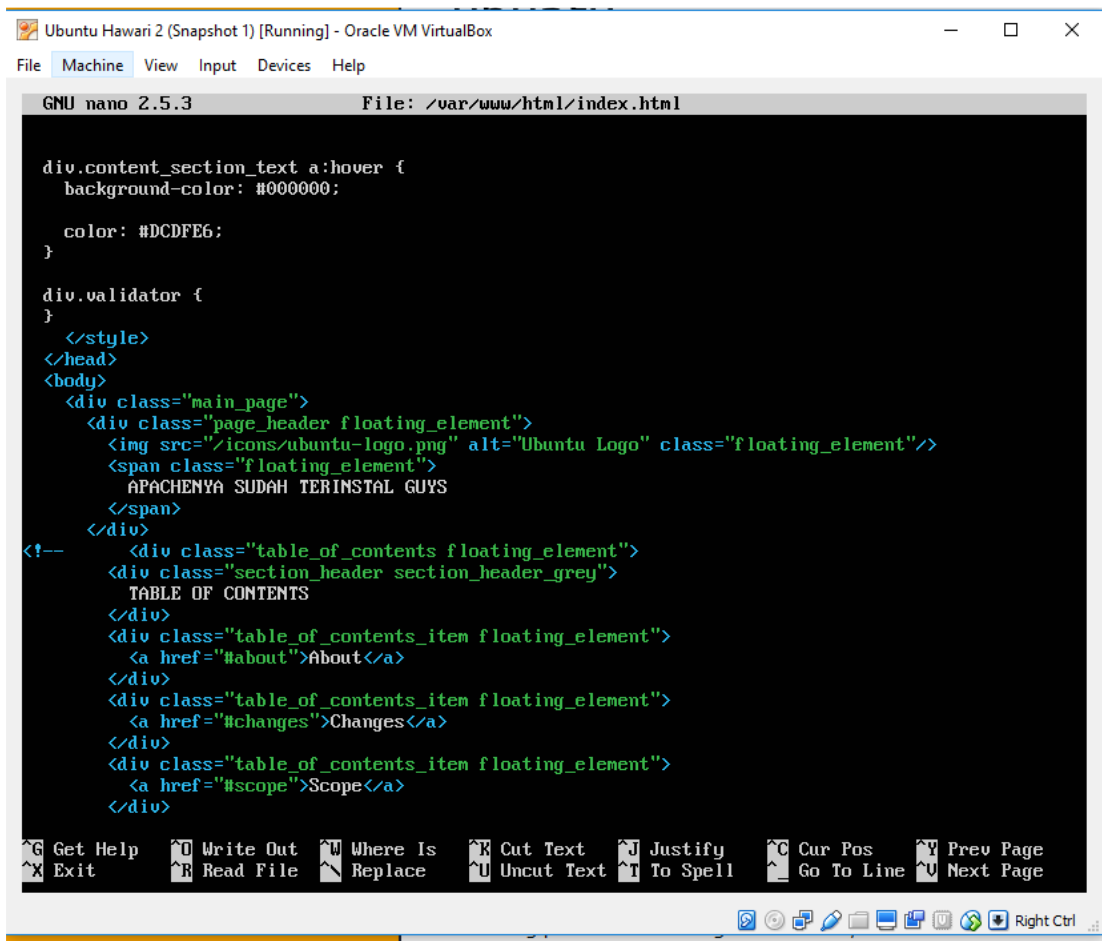 Ubuntu Hawari 2 (Snapshot 1) [Running] - Oracle VM VirtualBox
File Machine View Input Devices Help
GNU nano 2.5.3 File: /var/www/html/index.html
div.content_section_text a:hover {
background-color: #000000;
color: #DCDFE6;
}
div.validator {
}
</style>
</head>
<body>
<div class="main_page">
<div class="page_header floating_element">
<img src="/icons/ubuntu-logo.png" alt="Ubuntu Logo" class="floating_element"/>
<span class="floating_element">
APACHENYA SUDAH TERINSTAL GUYS
</span>
</div>
<!-- <div class="table_of_contents floating_element">
<div class="section_header section_header_grey">
TABLE OF CONTENTS
</div>
<div class="table_of_contents_item floating_element">
<a href="#about">About</a>
</div>
<div class="table_of_contents_item floating_element">
<a href="#changes">Changes</a>
</div>
<div class="table_of_contents_item floating_element">
<a href="#scope">Scope</a>
</div>
^G Get Help ^O Write Out ^W Where Is ^K Cut Text ^J Justify ^C Cur Pos ^Y Prev Page
^X Exit ^R Read File ^\ Replace ^U Uncut Text ^T To Spell ^_ Go To Line ^V Next Page
Right Ctrl